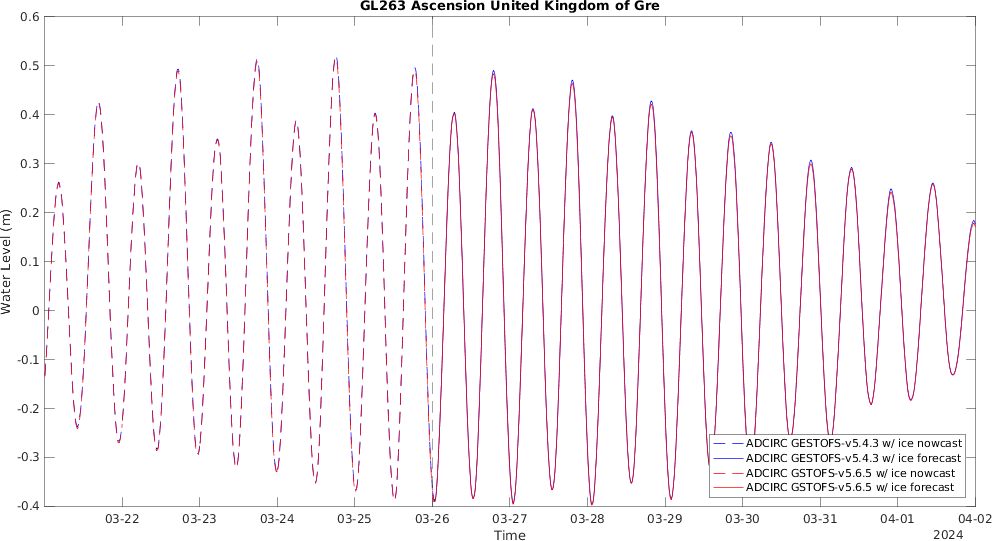 GL263 Ascension United Kingdom of Gre
Water Level (m)
0.6
0.5
0.4
0.3
0.2
0.1
0
-0.1
-0.2
-0.3
-0.4
ADCIRC GESTOFS-v5.4.3 w/ ice nowcast
ADCIRC GESTOFS-v5.4.3 w/ ice forecast
ADCIRC GSTOFS-v5.6.5 w/ ice nowcast
ADCIRC GSTOFS-v5.6.5 w/ ice forecast
03-22 03-23 03-24 03-25 03-26 03-27 03-28 03-29 03-30 03-31 04-01 04-02
Time
2024